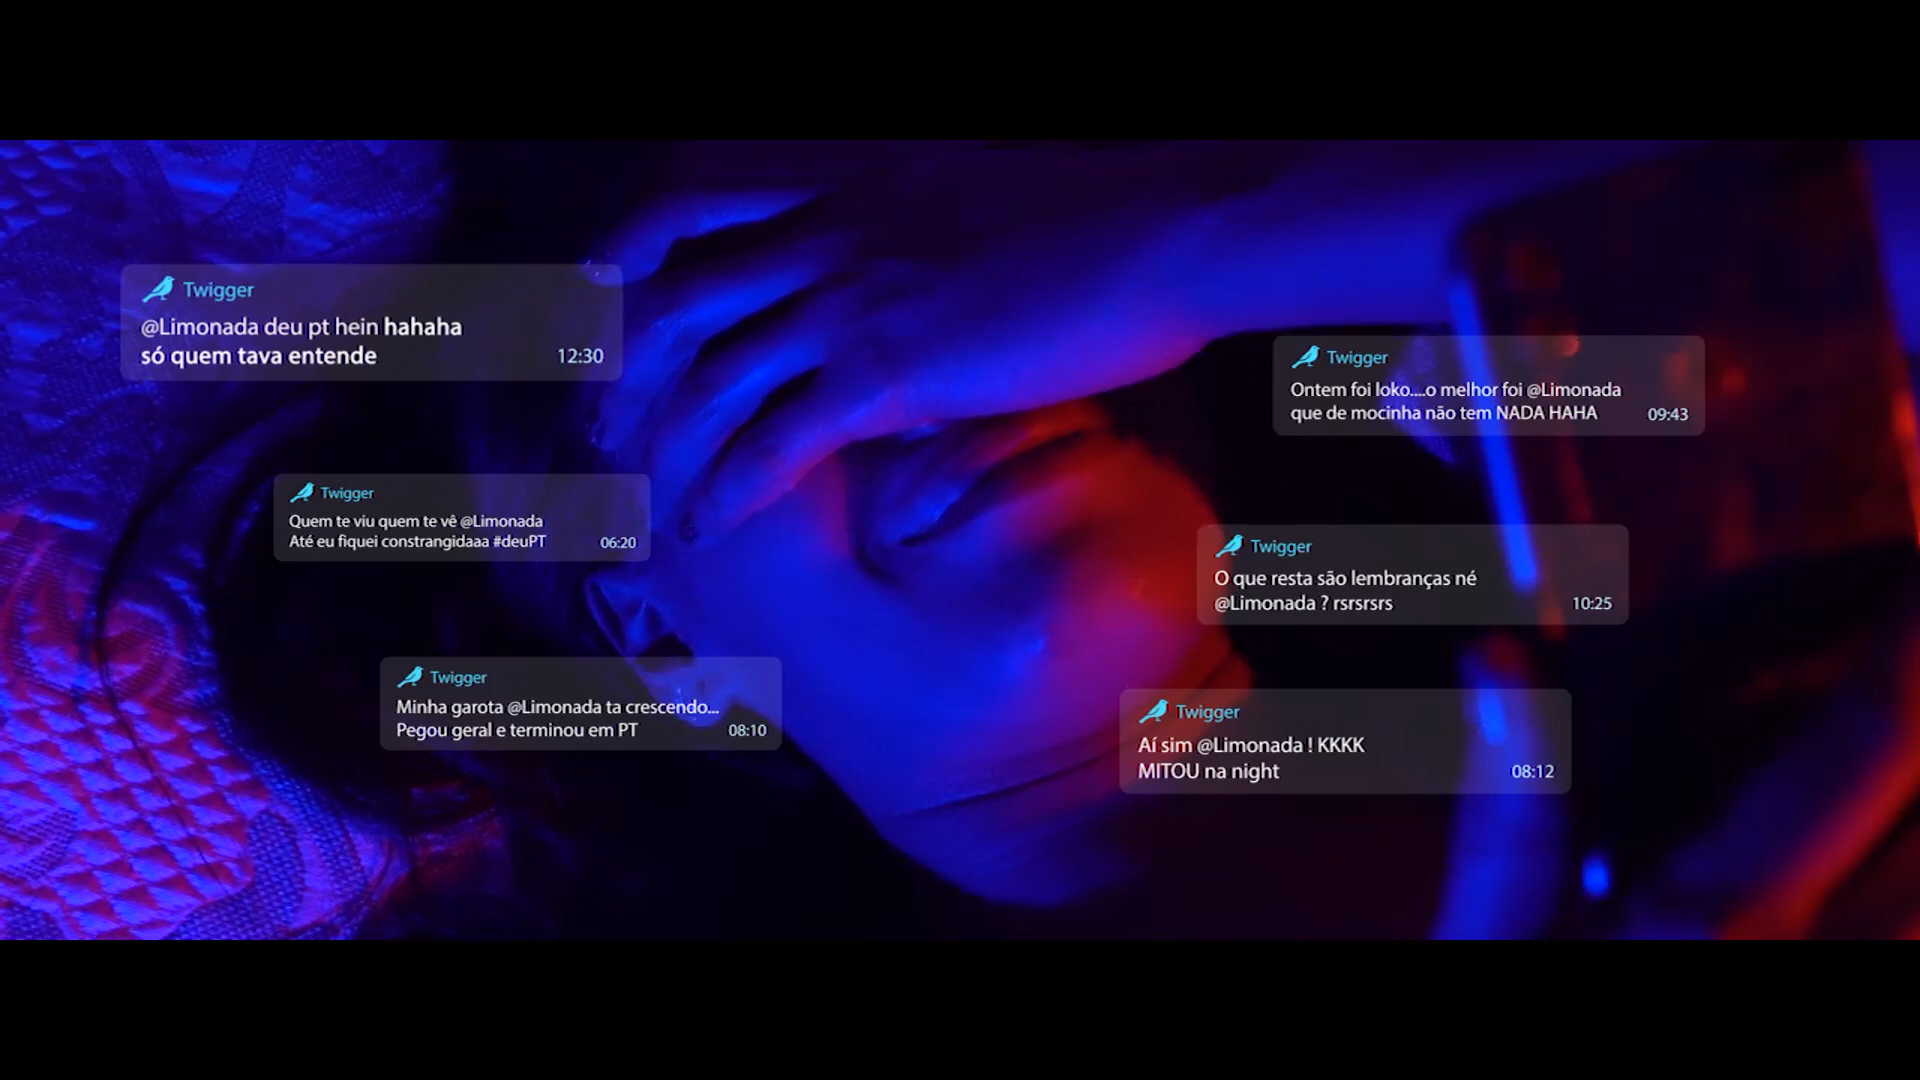 Twigger
@Limonada deu pt hein hahaha
só quem tava entende
12:30
Twigger
Quem te viu quem te vê @Limonada
Até eu fiquei constrangidaaa #deuPT
06:20
Twigger
Minha garota @Limonada ta crescendo...
Pegou geral e terminou em PT
08:10
Twigger
Ontem foi loko....o melhor foi @Limonada
que de mocinha não tem NADA HAHA
09:43
Twigger
O que resta são lembranças né
@Limonada ? rsrsrsrs
10:25
Twigger
Aí sim @Limonada ! KKKK
MITOU na night
08:12